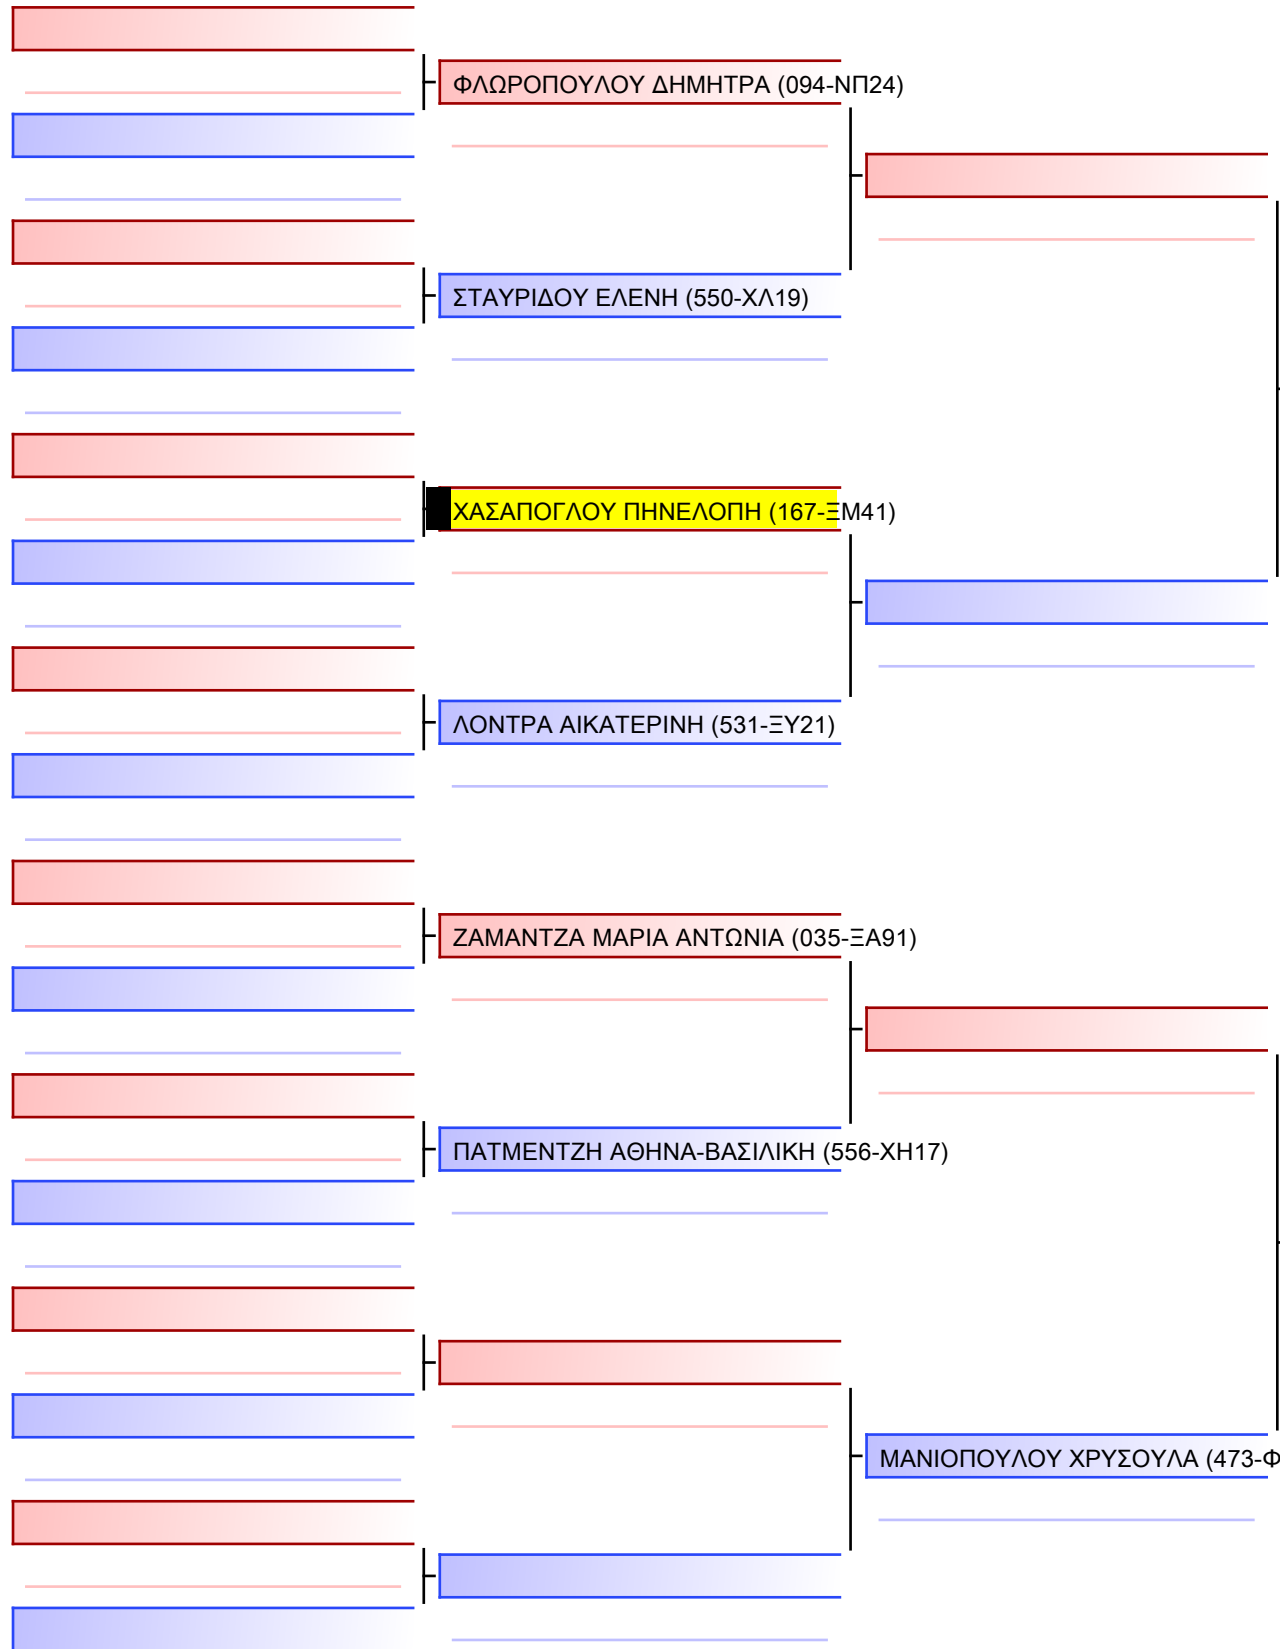 ΦΛΩΡΟΠΟΥΛΟΥ ΔΗΜΗΤΡΑ (094-ΝΠ24)
ΣΤΑΥΡΙΔΟΥ ΕΛΕΝΗ (550-ΧΛ19)
ΧΑΣΑΠΟΓΛΟΥ ΠΗΝΕΛΟΠΗ (167-ΞΜ41)
ΛΟΝΤΡΑ ΑΙΚΑΤΕΡΙΝΗ (531-ΞΥ21)
ΖΑΜΑΝΤΖΑ ΜΑΡΙΑ ΑΝΤΩΝΙΑ (035-ΞΑ91)
ΠΑΤΜΕΝΤΖΗ ΑΘΗΝΑ-ΒΑΣΙΛΙΚΗ (556-ΧΗ17)
ΜΑΝΙΟΠΟΥΛΟΥ ΧΡΥΣΟΥΛΑ (473-Φ